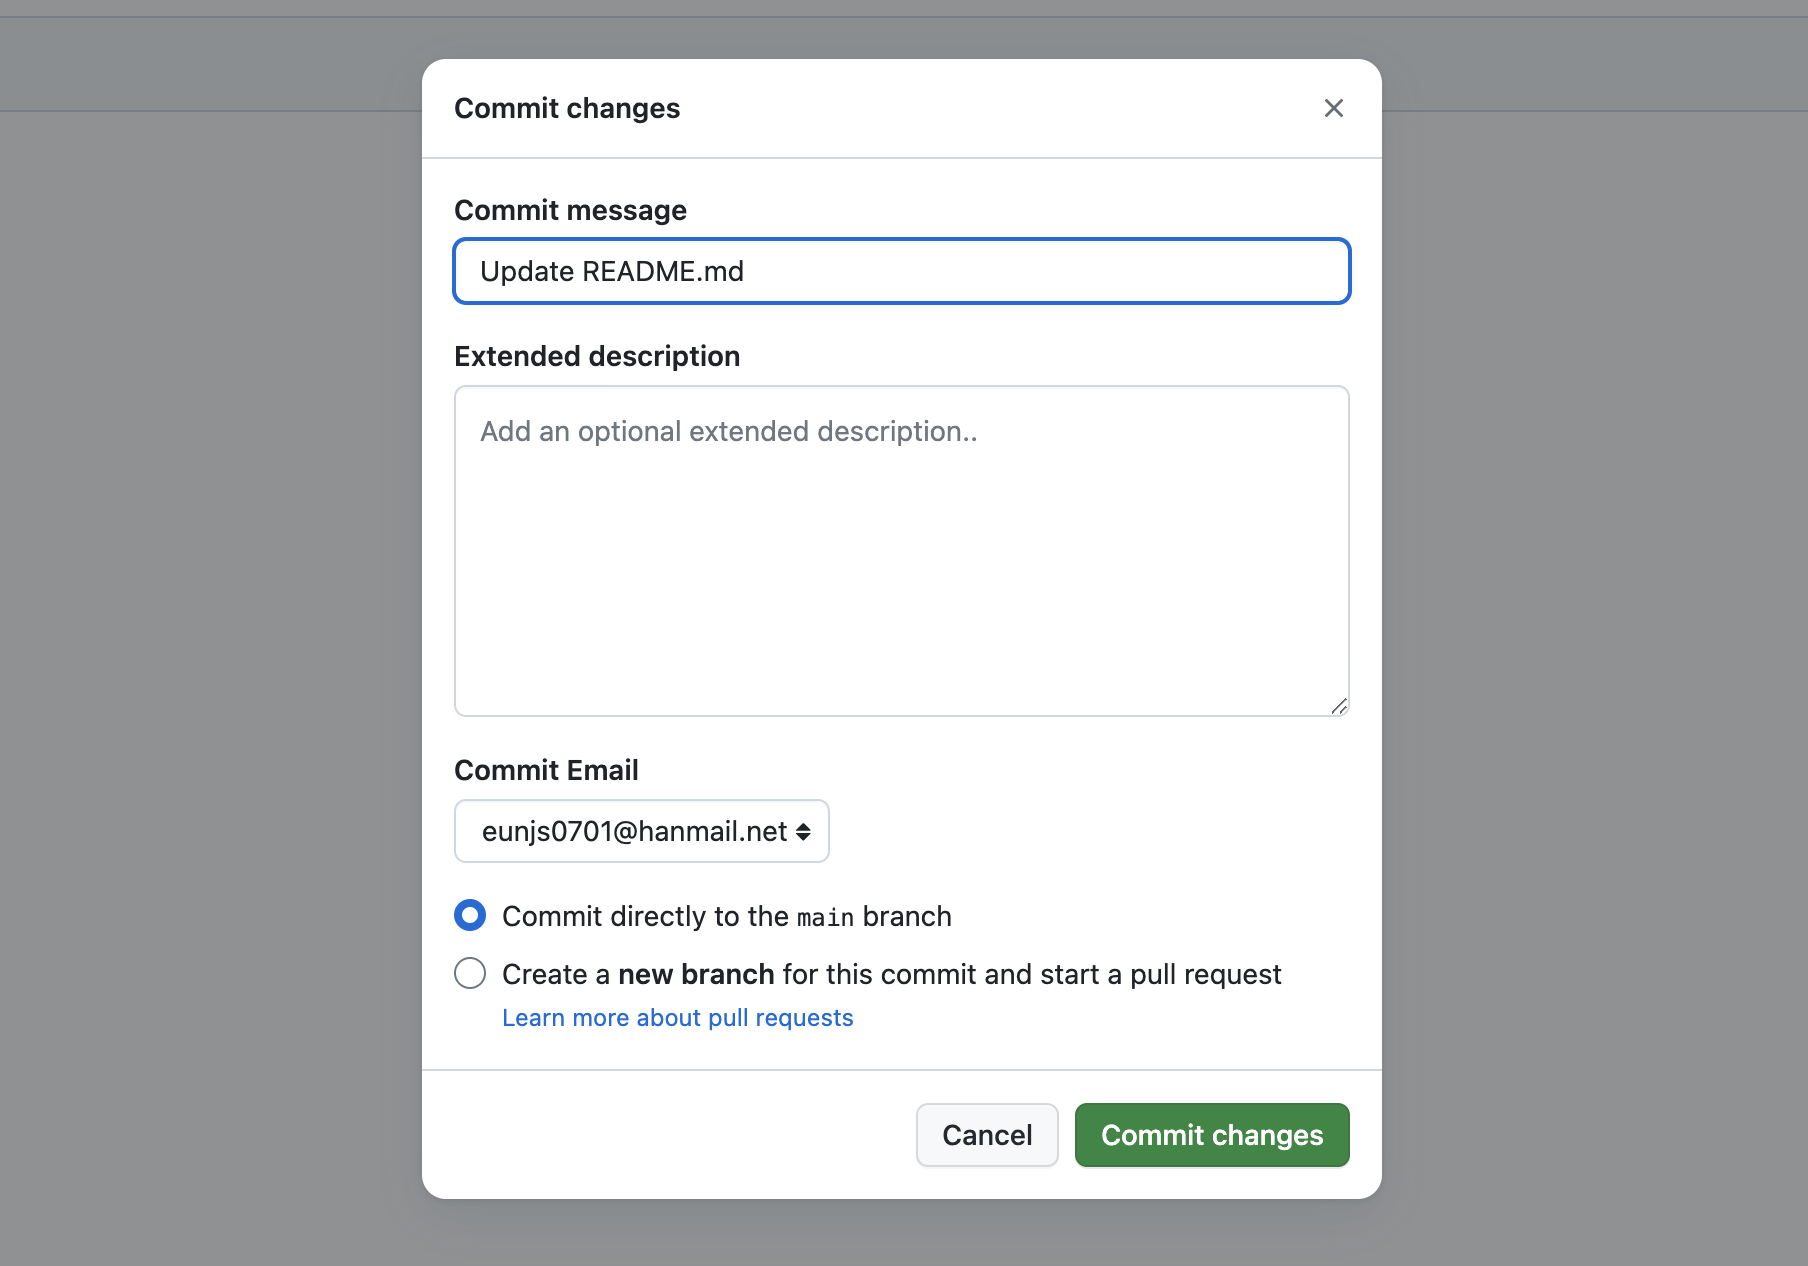 Commit changes
Commit message
Update README.md
Extended description
Add an optional extended description..
Commit Email
eunjs0701@hanmail.net
Commit directly to the main branch
Create a new branch for this commit and start a pull request
Learn more about pull requests
Cancel
Commit changes